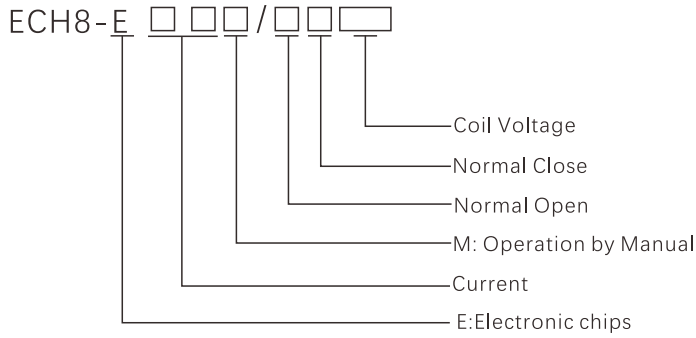 ECH8-E □ □ □ / □ □ □
Coil Voltage
Normal Close
Normal Open
M: Operation by Manual
Current
E:Electronic chips